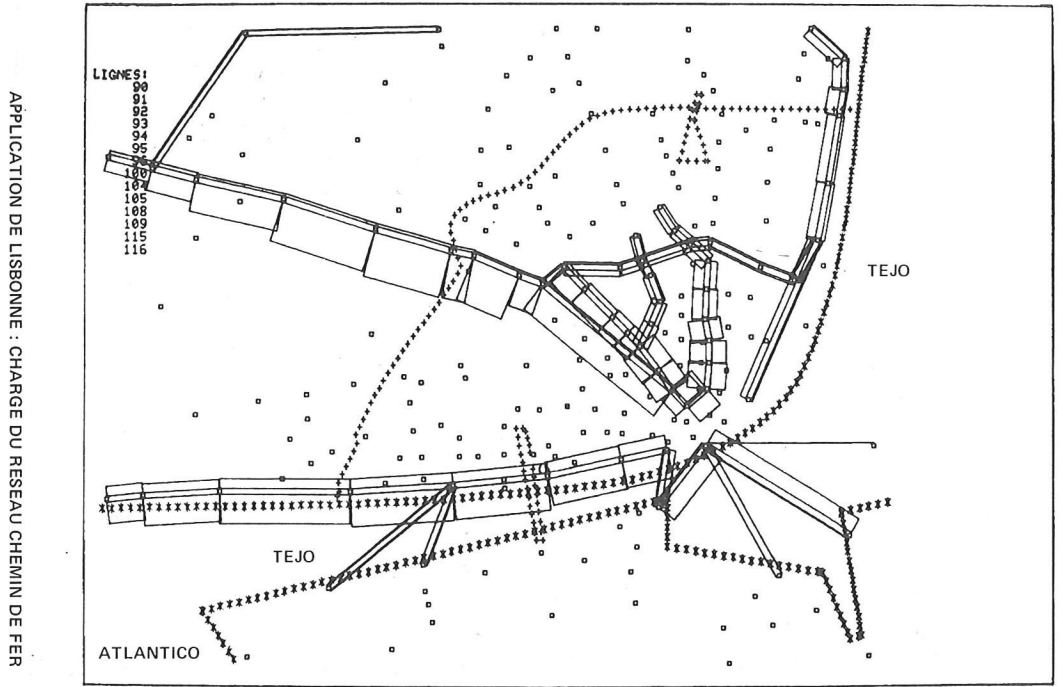 APPLICATION DE LISBONNE : CHARGE DU RESEAU CHEMIN DE FER
LIGNES:
90
91
92
93
94
95
96
100
104
105
108
109
115
116
TEJO
TEJO
ATLANTICO